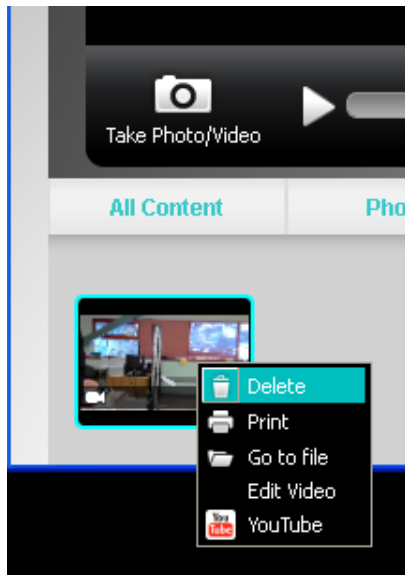 Take Photo/Video
All Content
Pho
Delete
Print
Go to file
Edit Video
You Tube YouTube